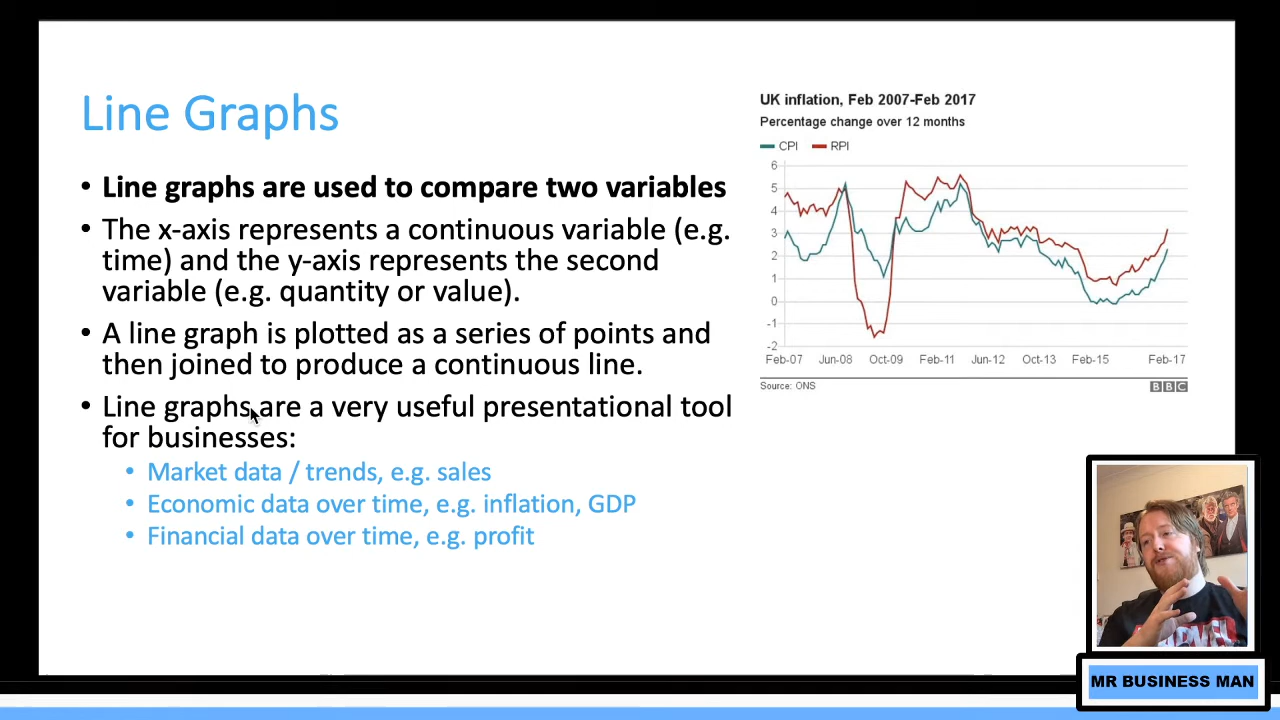 Line Graphs
• Line graphs are used to compare two variables
• The x-axis represents a continuous variable (e.g.
time) and the y-axis represents the second
variable (e.g. quantity or value).
• A line graph is plotted as a series of points and
then joined to produce a continuous line.
• Line graphs are a very useful presentational tool
for businesses:
• Market data / trends, e.g. sales
• Economic data over time, e.g. inflation, GDP
• Financial data over time, e.g. profit
UK inflation, Feb 2007-Feb 2017
Percentage change over 12 months
CPI RPI
6
5
4
3
2
1
0
-1
-2
Feb-07 Jun-08 Oct-09 Feb-11 Jun-12 Oct-13 Feb-15 Feb-17
Source: ONS BBC
MARVEL
MR BUSINESS MAN